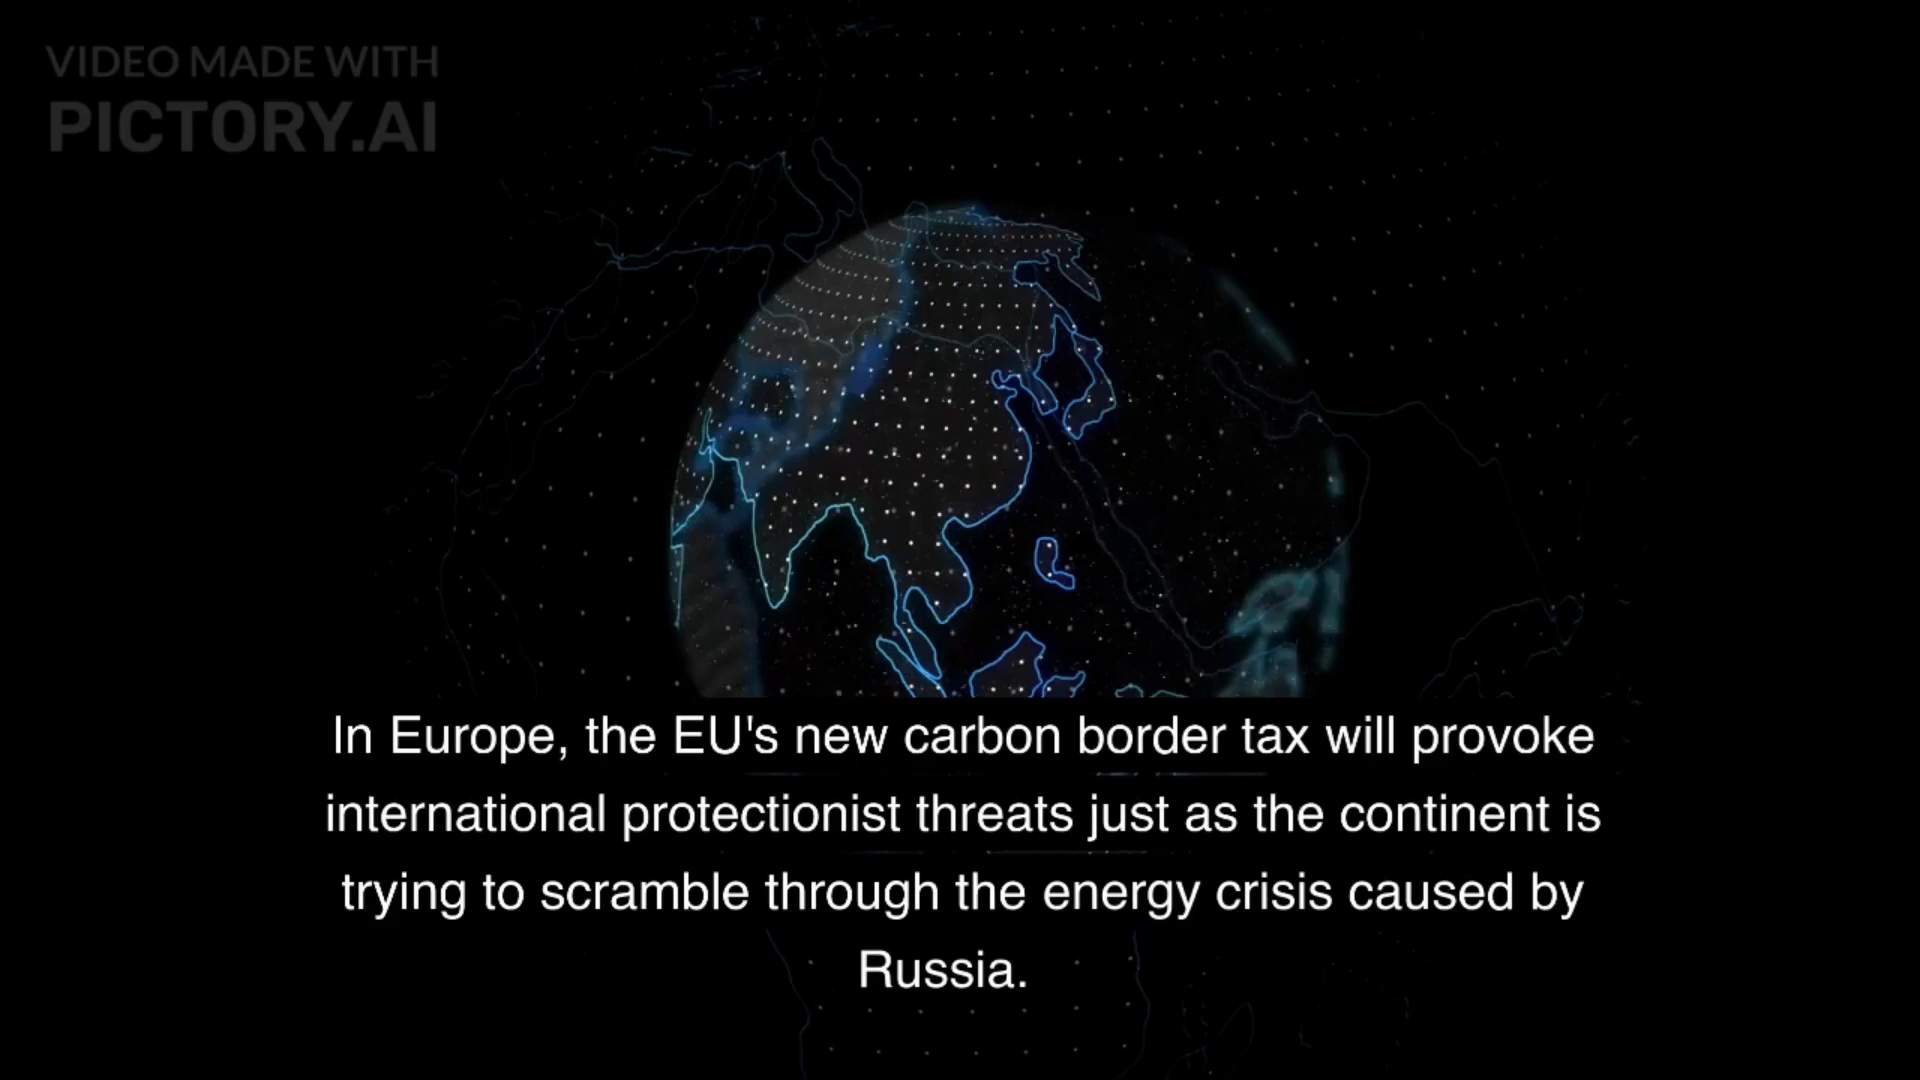 VIDEO MADE WITH
PICTORY.AI
In Europe, the EU's new carbon border tax will provoke
international protectionist threats just as the continent is
trying to scramble through the energy crisis caused by
Russia.